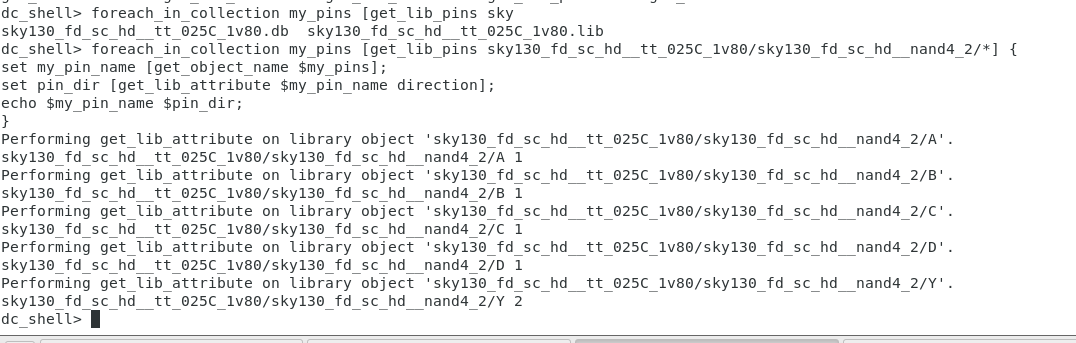 dc_shell> foreach_in_collection my_pins [get_lib_pins sky
sky130_fd_sc_hd__tt_025C_1v80.db  sky130_fd_sc_hd__tt_025C_1v80.lib
dc_shell> foreach_in_collection my_pins [get_lib_pins sky130_fd_sc_hd__tt_025C_1v80/sky130_fd_sc_hd__nand4_2/*] {
set my_pin_name [get_object_name $my_pins];
set pin_dir [get_lib_attribute $my_pin_name direction];
echo $my_pin_name $pin_dir;
}
Performing get_lib_attribute on library object 'sky130_fd_sc_hd__tt_025C_1v80/sky130_fd_sc_hd__nand4_2/A'.
sky130_fd_sc_hd__tt_025C_1v80/sky130_fd_sc_hd__nand4_2/A 1
Performing get_lib_attribute on library object 'sky130_fd_sc_hd__tt_025C_1v80/sky130_fd_sc_hd__nand4_2/B'.
sky130_fd_sc_hd__tt_025C_1v80/sky130_fd_sc_hd__nand4_2/B 1
Performing get_lib_attribute on library object 'sky130_fd_sc_hd__tt_025C_1v80/sky130_fd_sc_hd__nand4_2/C'.
sky130_fd_sc_hd__tt_025C_1v80/sky130_fd_sc_hd__nand4_2/C 1
Performing get_lib_attribute on library object 'sky130_fd_sc_hd__tt_025C_1v80/sky130_fd_sc_hd__nand4_2/D'.
sky130_fd_sc_hd__tt_025C_1v80/sky130_fd_sc_hd__nand4_2/D 1
Performing get_lib_attribute on library object 'sky130_fd_sc_hd__tt_025C_1v80/sky130_fd_sc_hd__nand4_2/Y'.
sky130_fd_sc_hd__tt_025C_1v80/sky130_fd_sc_hd__nand4_2/Y 2
dc_shell>